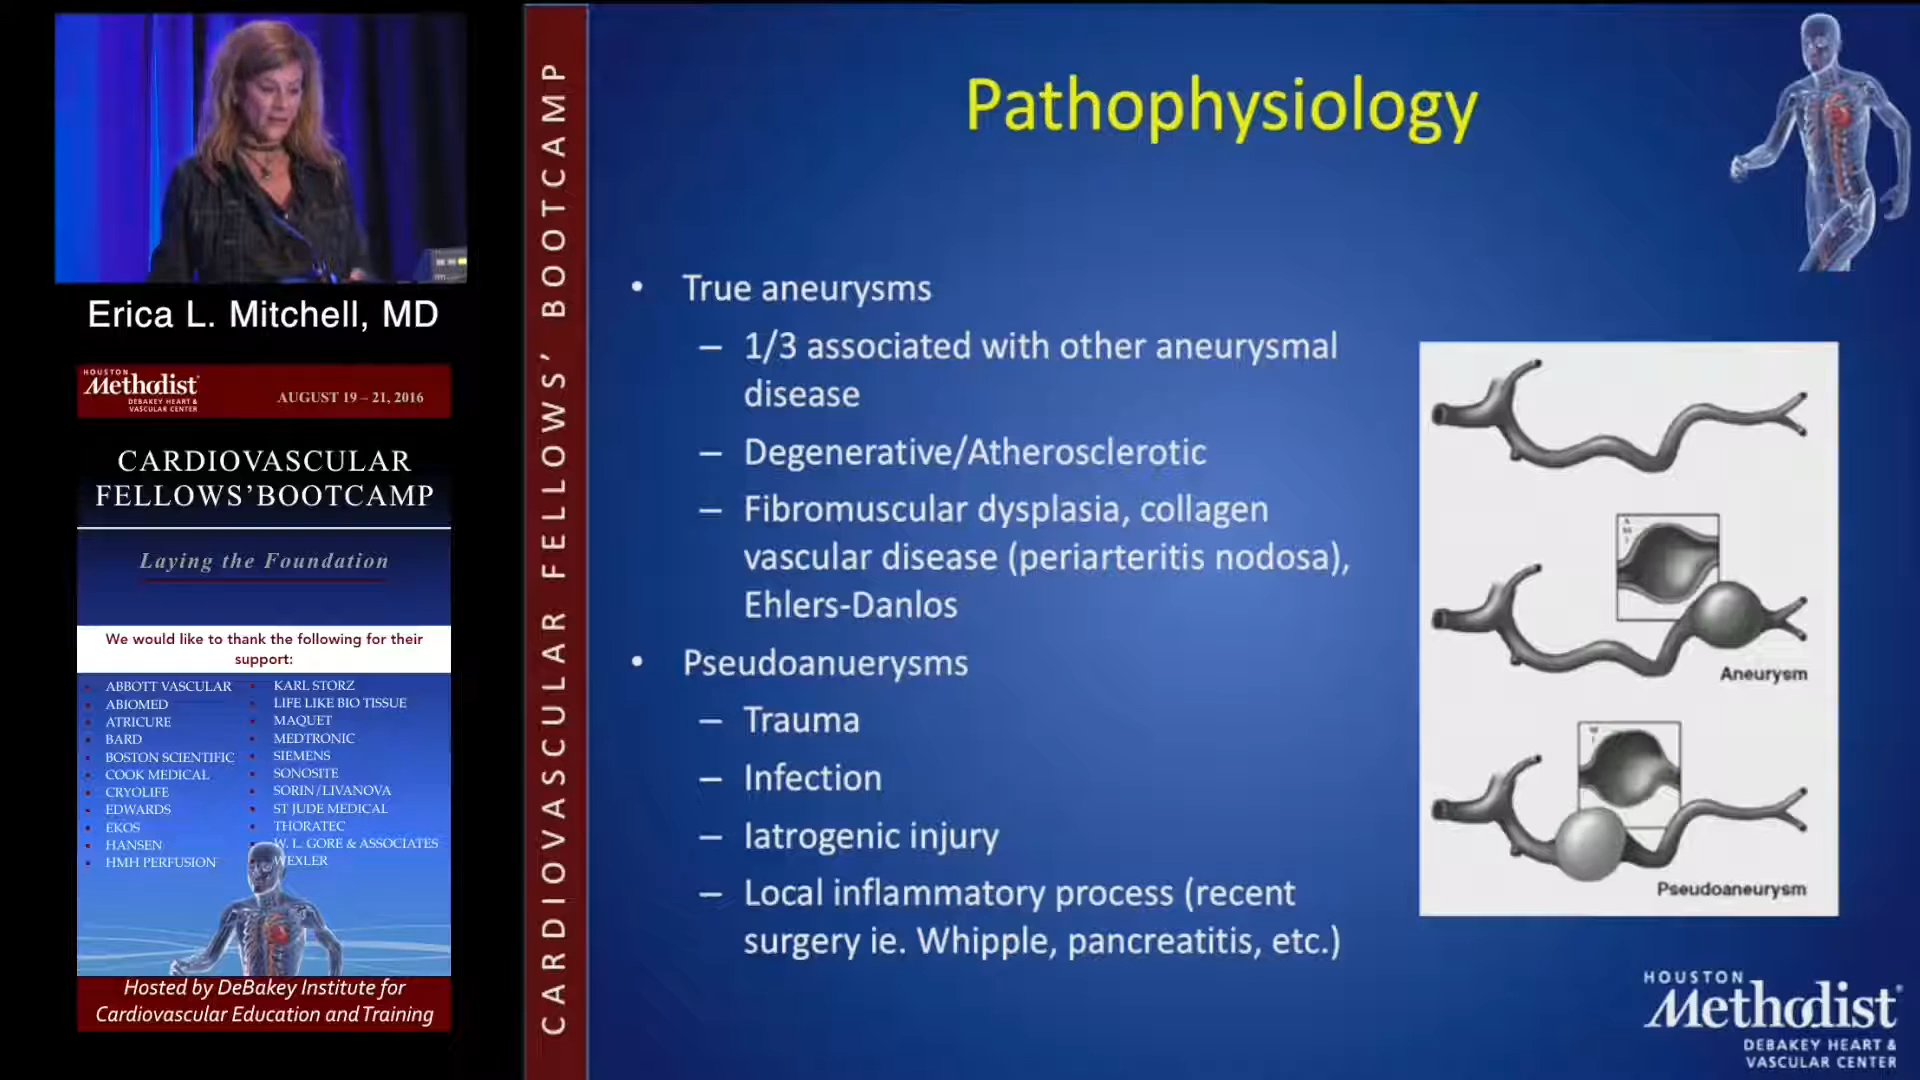 Erica L. Mitchell, MD
HOUSTON
Methodist
DEBAKEY HEART &
VASCULAR CENTER
AUGUST 19 – 21, 2016
CARDIOVASCULAR
FELLOWS'BOOTCAMP
Laying the Foundation
We would like to thank the following for their
support:
ABBOTT VASCULAR
ABIOMED
ATRICURE
BARD
BOSTON SCIENTIFIC
COOK MEDICAL
CRYOLIFE
EDWARDS
EKOS
HANSEN
HMH PERFUSION
KARL STORZ
LIFE LIKE BIO TISSUE
MAQUET
MEDTRONIC
SIEMENS
SONOSITE
SORIN/LIVANOVA
ST JUDE MEDICAL
THORATEC
W. L. GORE & ASSOCIATES
WEXLER
Hosted by DeBakey Institute for
Cardiovascular Education and Training
CARDIOVASCULAR FELLOWS' BOOTCAMP
Pathophysiology
• True aneurysms
– 1/3 associated with other aneurysmal
disease
– Degenerative/Atherosclerotic
– Fibromuscular dysplasia, collagen
vascular disease (periarteritis nodosa),
Ehlers-Danlos
• Pseudoanuerysms
– Trauma
– Infection
– Iatrogenic injury
– Local inflammatory process (recent
surgery ie. Whipple, pancreatitis, etc.)
Aneurysm
Pseudoaneurysm
HOUSTON
Methodist
DEBAKEY HEART &
VASCULAR CENTER